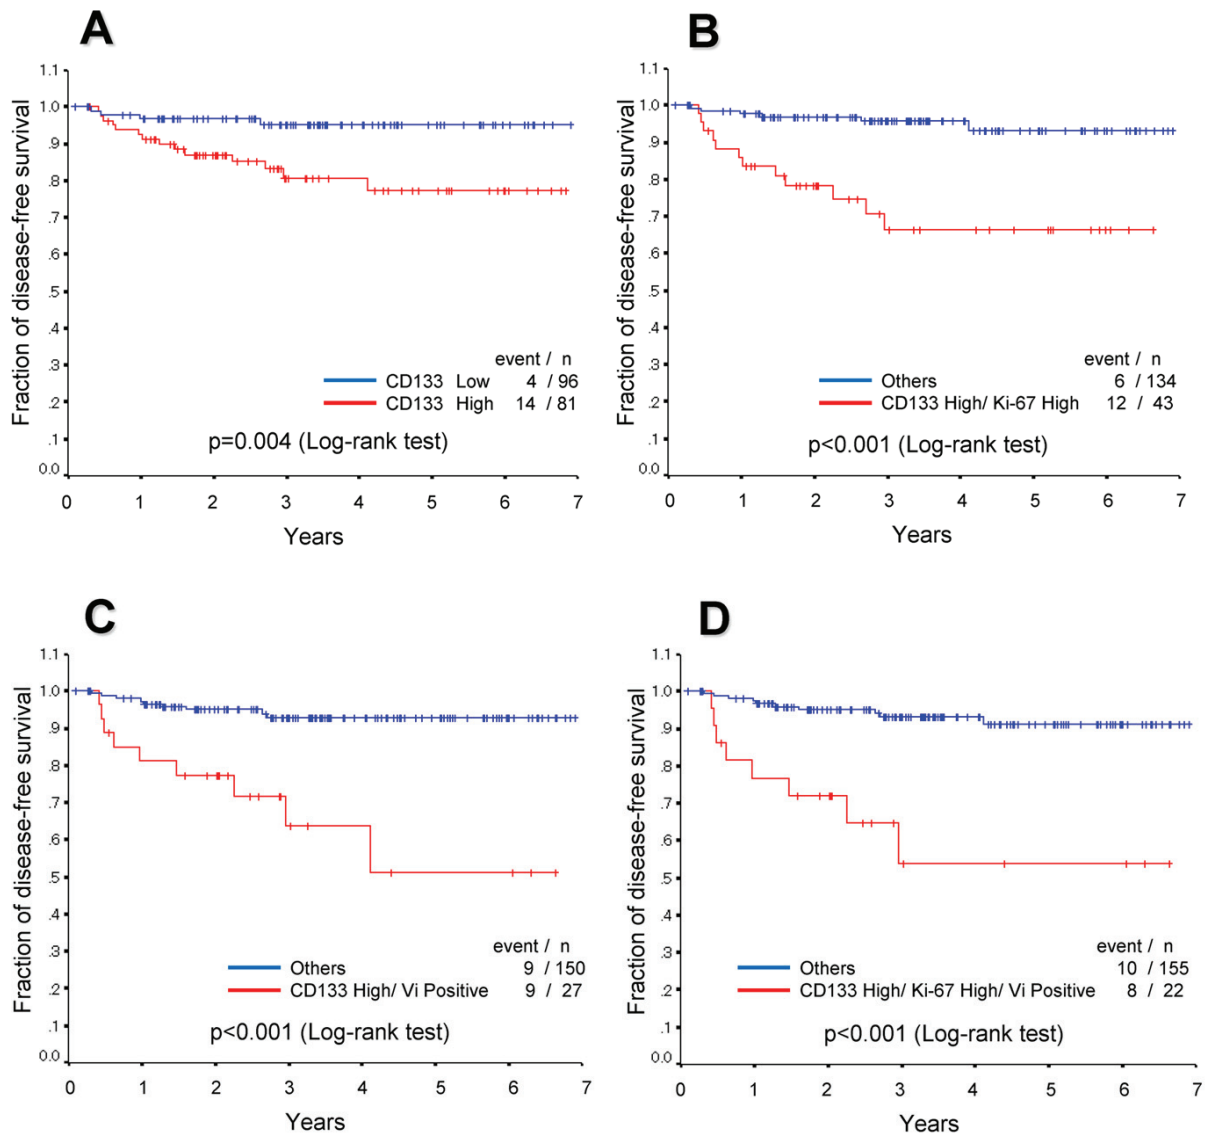 A
Fraction of disease-free survival
1.1
1.0
.9
.8
.7
.6
.5
.4
.3
.2
.1
0.0
event / n
CD133 Low 4 / 96
CD133 High 14 / 81
p=0.004 (Log-rank test)
0 1 2 3 4 5 6 7
Years
B
Fraction of disease-free survival
1.1
1.0
.9
.8
.7
.6
.5
.4
.3
.2
.1
0.0
event / n
Others 6 / 134
CD133 High/ Ki-67 High 12 / 43
p<0.001 (Log-rank test)
0 1 2 3 4 5 6 7
Years
C
Fraction of disease-free survival
1.1
1.0
.9
.8
.7
.6
.5
.4
.3
.2
.1
0.0
event / n
Others 9 / 150
CD133 High/ Vi Positive 9 / 27
p<0.001 (Log-rank test)
0 1 2 3 4 5 6 7
Years
D
Fraction of disease-free survival
1.1
1.0
.9
.8
.7
.6
.5
.4
.3
.2
.1
0.0
event / n
Others 10 / 155
CD133 High/ Ki-67 High/ Vi Positive 8 / 22
p<0.001 (Log-rank test)
0 1 2 3 4 5 6 7
Years